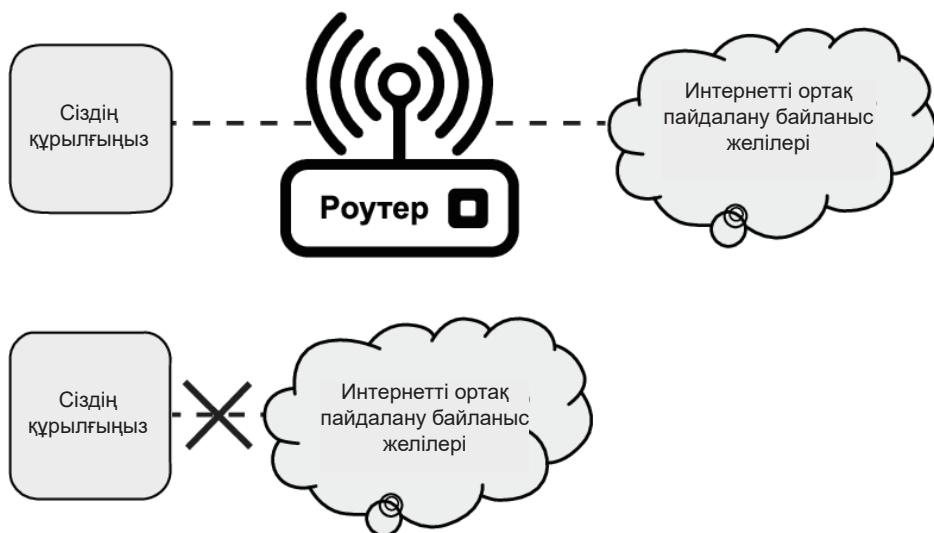 Сіздің
құрылғыңыз
Роутер
Интернетті ортақ
пайдалану байланыс
желілері
Сіздің
құрылғыңыз
Интернетті ортақ
пайдалану байланыс
желілері